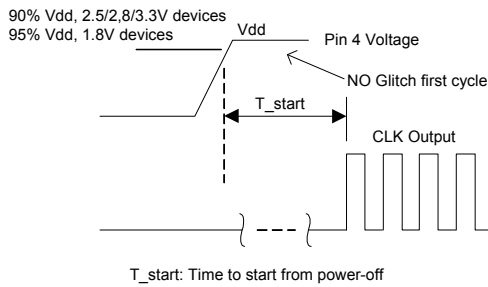 90% Vdd, 2.5/2,8/3.3V devices
95% Vdd, 1.8V devices
Vdd
Pin 4 Voltage
NO Glitch first cycle
T_start
CLK Output
T_start: Time to start from power-off